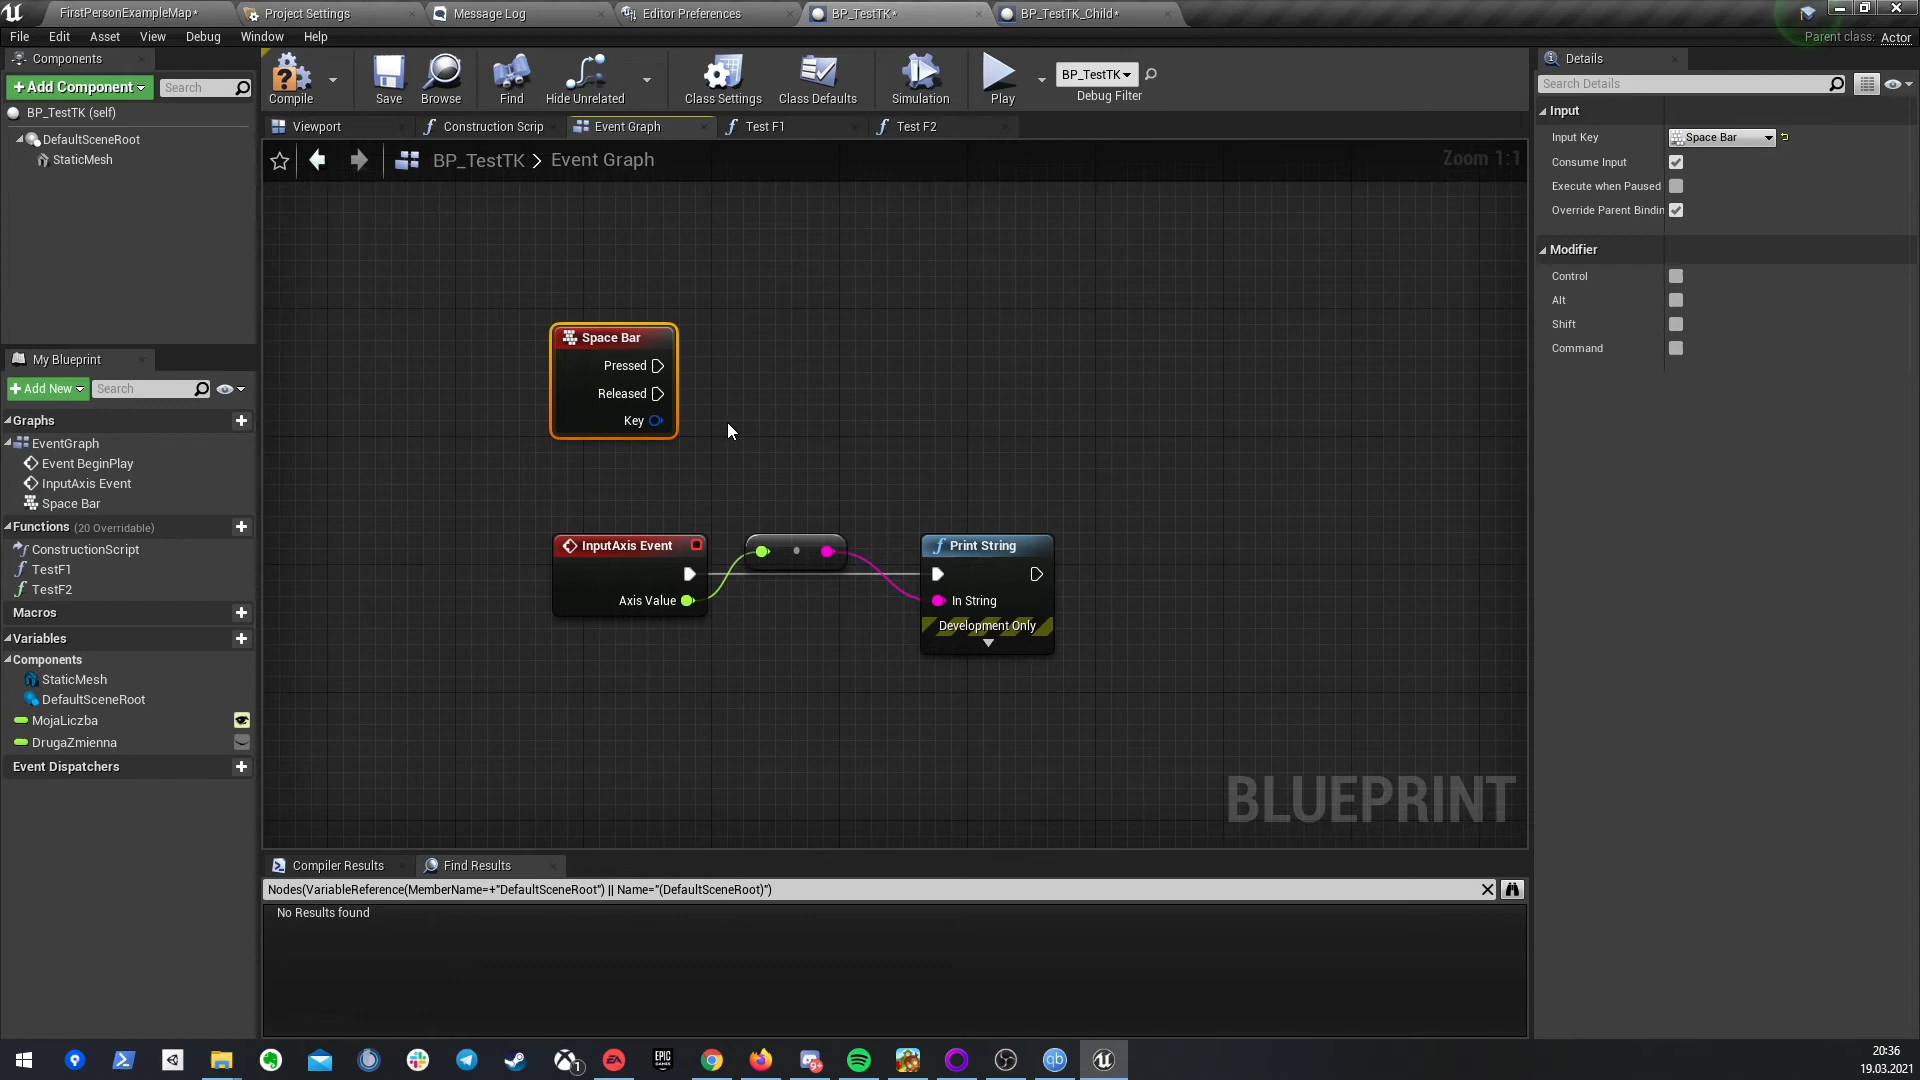 FirstPersonExampleMap*
Project Settings
Message Log
Editor Preferences
BP_TestTK*
BP_TestTK_Child*
File Edit Asset View Debug Window Help
Parent class: Actor
Components
+Add Component
Search
BP_TestTK (self)
DefaultSceneRoot
StaticMesh
Compile
Save
Browse
Find
Hide Unrelated
Class Settings
Class Defaults
Simulation
Play
BP_TestTK
Debug Filter
Viewport
Construction Scrip
Event Graph
Test F1
Test F2
BP_TestTK > Event Graph
Zoom 1:1
Space Bar
Pressed
Released
Key
InputAxis Event
Axis Value
Print String
In String
Development Only
BLUEPRINT
My Blueprint
+Add New
Search
Graphs
EventGraph
Event BeginPlay
InputAxis Event
Space Bar
Functions (20 Overridable)
ConstructionScript
TestF1
TestF2
Macros
Variables
Components
StaticMesh
DefaultSceneRoot
MojaLiczba
DrugaZmienna
Event Dispatchers
Compiler Results
Find Results
Nodes(VariableReference(MemberName=+"DefaultSceneRoot") || Name="(DefaultSceneRoot)")
No Results found
Details
Search Details
Input
Input Key
Space Bar
Consume Input
Execute when Paused
Override Parent Bindin
Modifier
Control
Alt
Shift
Command
EPIC
GAMES
EA
1
9+
qb
20:36
19.03.2021